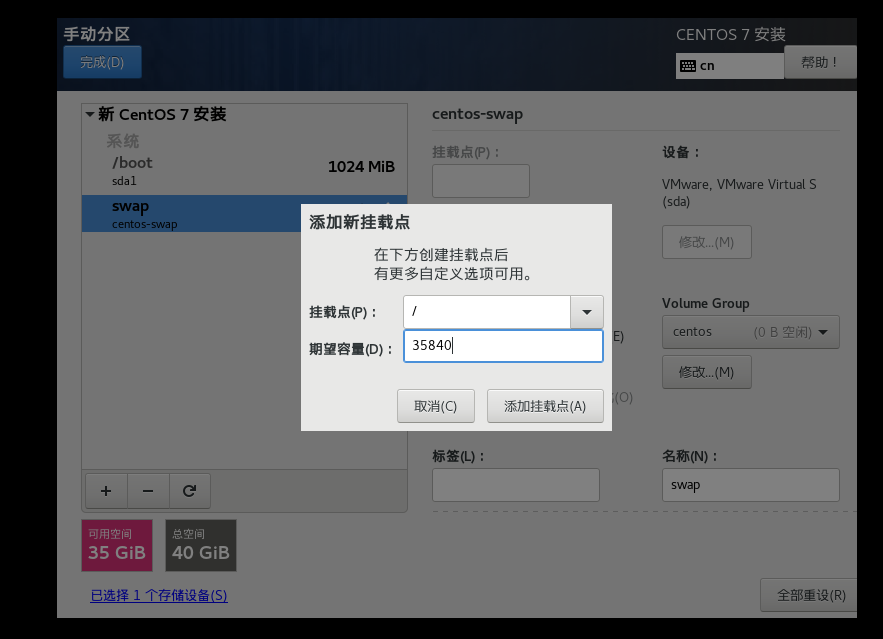 手动分区
CENTOS 7 安装
完成(D)
cn
帮助！
新 CentOS 7 安装
系统
/boot
1024 MiB
sda1
swap
centos-swap
centos-swap
挂载点(P)：
设备：
VMware, VMware Virtual S
(sda)
修改...(M)
添加新挂载点
在下方创建挂载点后
有更多自定义选项可用。
挂载点(P)：
/
期望容量(D)：
35840
取消(C)
添加挂载点(A)
E)
(O)
Volume Group
centos
(0 B 空闲)
修改...(M)
标签(L)：
名称(N)：
swap
可用空间
35 GiB
总空间
40 GiB
已选择 1 个存储设备(S)
全部重设(R)